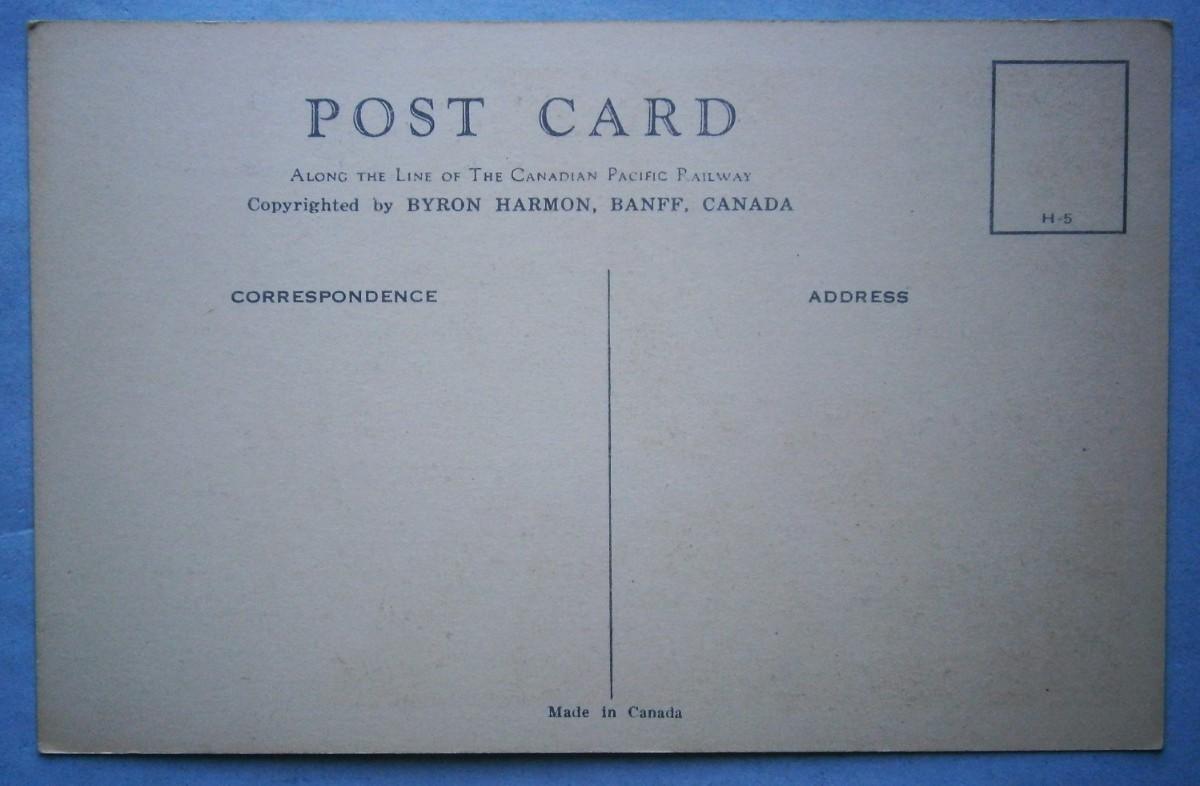 POST CARD
ALONG THE LINE OF THE CANADIAN PACIFIC RAILWAY
Copyrighted by BYRON HARMON, BANFF, CANADA
H-5
CORRESPONDENCE
ADDRESS
Made in Canada